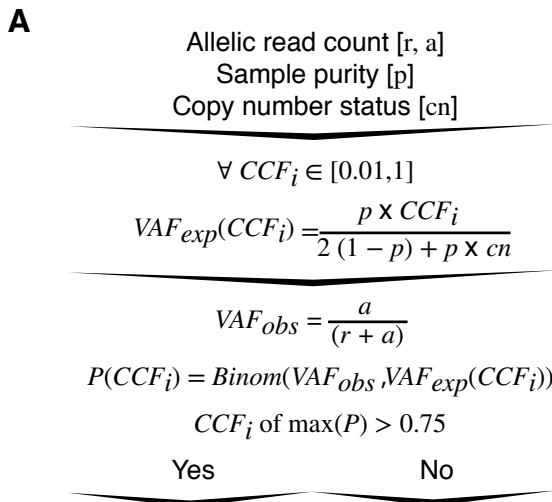 A
Allelic read count [r, a]
Sample purity [p]
Copy number status [cn]
∀ CCF_i ∈ [0.01,1]
VAF_exp(CCF_i) = p x CCF_i / 2 (1 − p) + p x cn
VAF_obs = a / (r + a)
P(CCF_i) = Binom(VAF_obs ,VAF_exp(CCF_i))
CCF_i of max(P) > 0.75
Yes No